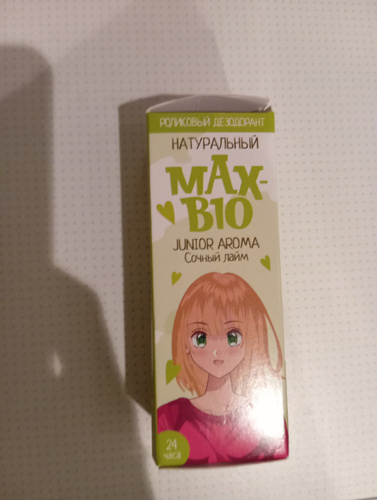 РОЛИКОВЫЙ ДЕЗОДОРАНТ
НАТУРАЛЬНЫЙ
MAX-
BIO
JUNIOR AROMA
Сочный лайм
24
часа